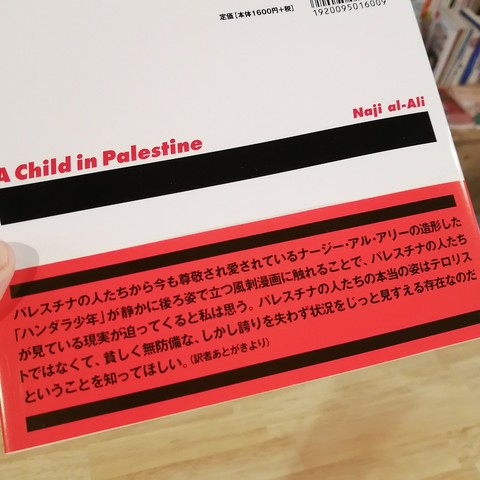 定価[本体1600円+税]
1920095016009
Naji al-Ali
A Child in Palestine
パレスチナの人たちから今も尊敬され愛されているナージー・アル・アリーの造形した
「ハンダラ少年」が静かに後ろ姿で立つ風刺漫画に触れることで、パレスチナの人たち
が見ている現実が迫ってくると私は思う。パレスチナの人たちの本当の姿はテロリス
トではなくて、貧しく無防備な、しかし誇りを失わず状況をじっと見すえる存在なのだ
ということを知ってほしい。(訳者あとがきより)